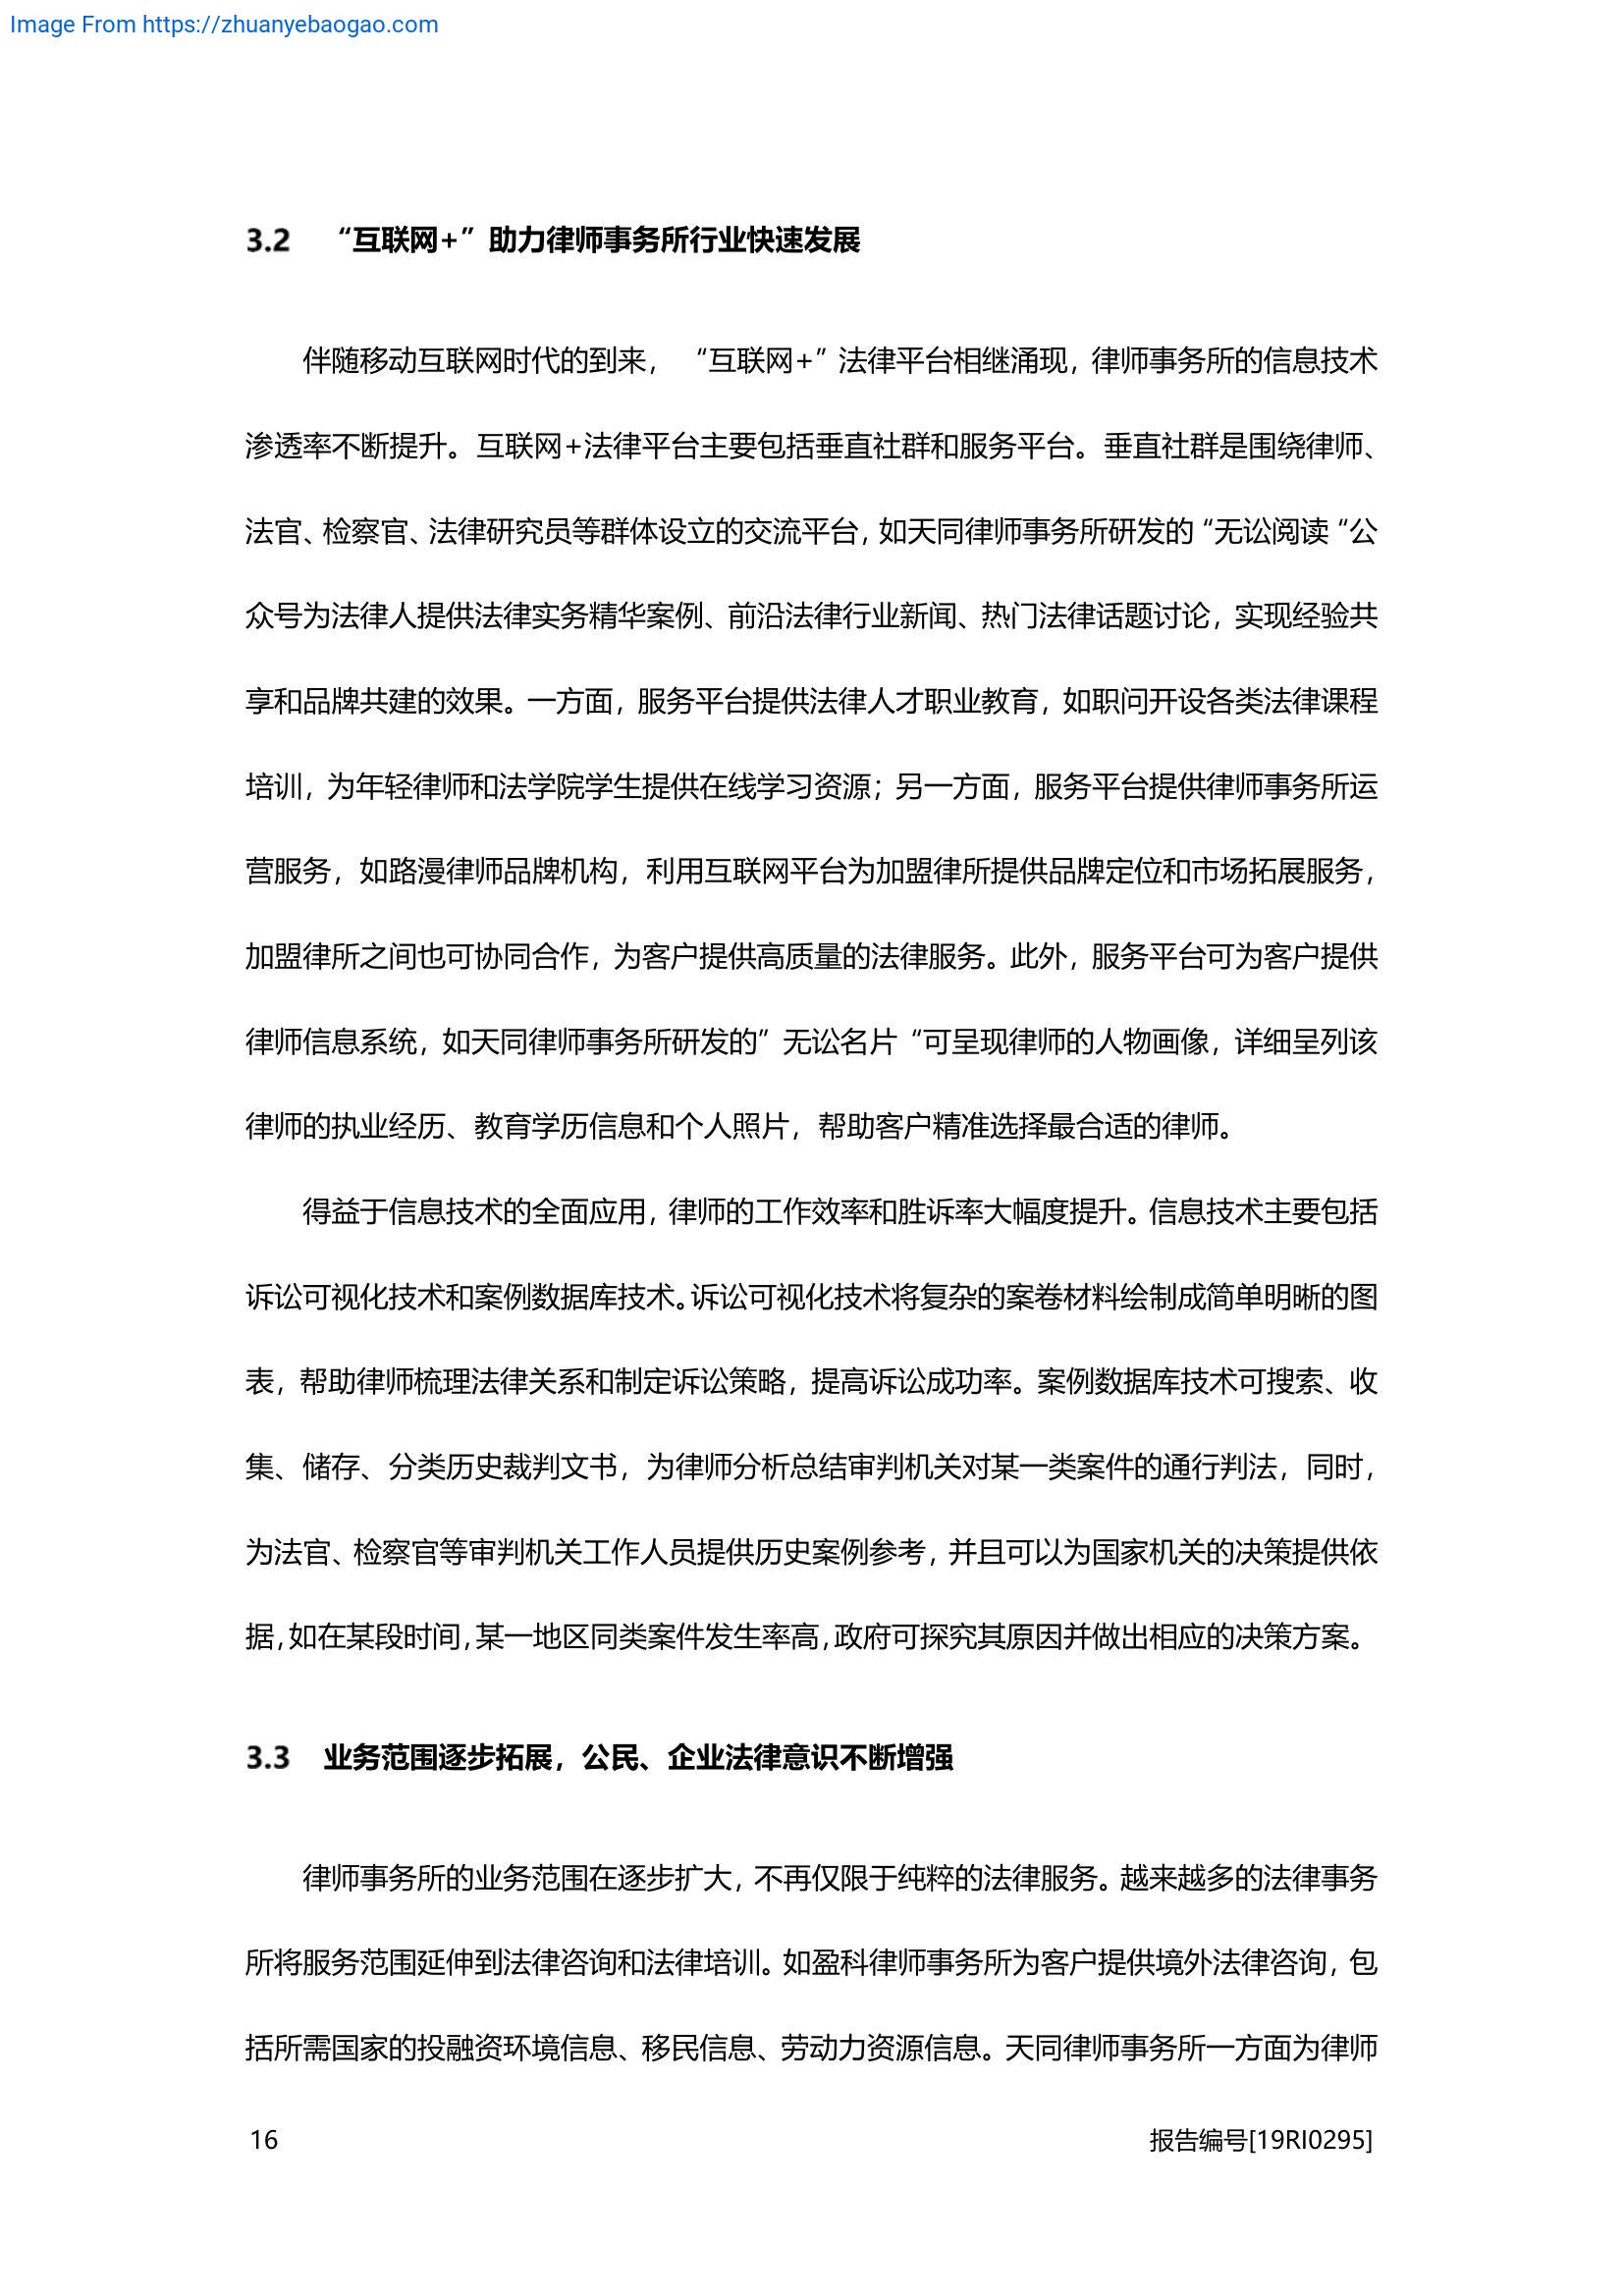 Image From https://zhuanyebaogao.com
3.2 “互联网+”助力律师事务所行业快速发展
伴随移动互联网时代的到来， “互联网+”法律平台相继涌现，律师事务所的信息技术
渗透率不断提升。互联网+法律平台主要包括垂直社群和服务平台。垂直社群是围绕律师、
法官、检察官、法律研究员等群体设立的交流平台，如天同律师事务所研发的“无讼阅读“公
众号为法律人提供法律实务精华案例、前沿法律行业新闻、热门法律话题讨论，实现经验共
享和品牌共建的效果。一方面，服务平台提供法律人才职业教育，如职问开设各类法律课程
培训，为年轻律师和法学院学生提供在线学习资源；另一方面，服务平台提供律师事务所运
营服务，如路漫律师品牌机构，利用互联网平台为加盟律所提供品牌定位和市场拓展服务，
加盟律所之间也可协同合作，为客户提供高质量的法律服务。此外，服务平台可为客户提供
律师信息系统，如天同律师事务所研发的”无讼名片“可呈现律师的人物画像，详细呈列该
律师的执业经历、教育学历信息和个人照片，帮助客户精准选择最合适的律师。
得益于信息技术的全面应用，律师的工作效率和胜诉率大幅度提升。信息技术主要包括
诉讼可视化技术和案例数据库技术。诉讼可视化技术将复杂的案卷材料绘制成简单明晰的图
表，帮助律师梳理法律关系和制定诉讼策略，提高诉讼成功率。案例数据库技术可搜索、收
集、储存、分类历史裁判文书，为律师分析总结审判机关对某一类案件的通行判法，同时，
为法官、检察官等审判机关工作人员提供历史案例参考，并且可以为国家机关的决策提供依
据，如在某段时间，某一地区同类案件发生率高，政府可探究其原因并做出相应的决策方案。
3.3 业务范围逐步拓展，公民、企业法律意识不断增强
律师事务所的业务范围在逐步扩大，不再仅限于纯粹的法律服务。越来越多的法律事务
所将服务范围延伸到法律咨询和法律培训。如盈科律师事务所为客户提供境外法律咨询，包
括所需国家的投融资环境信息、移民信息、劳动力资源信息。天同律师事务所一方面为律师
16
报告编号[19RI0295]